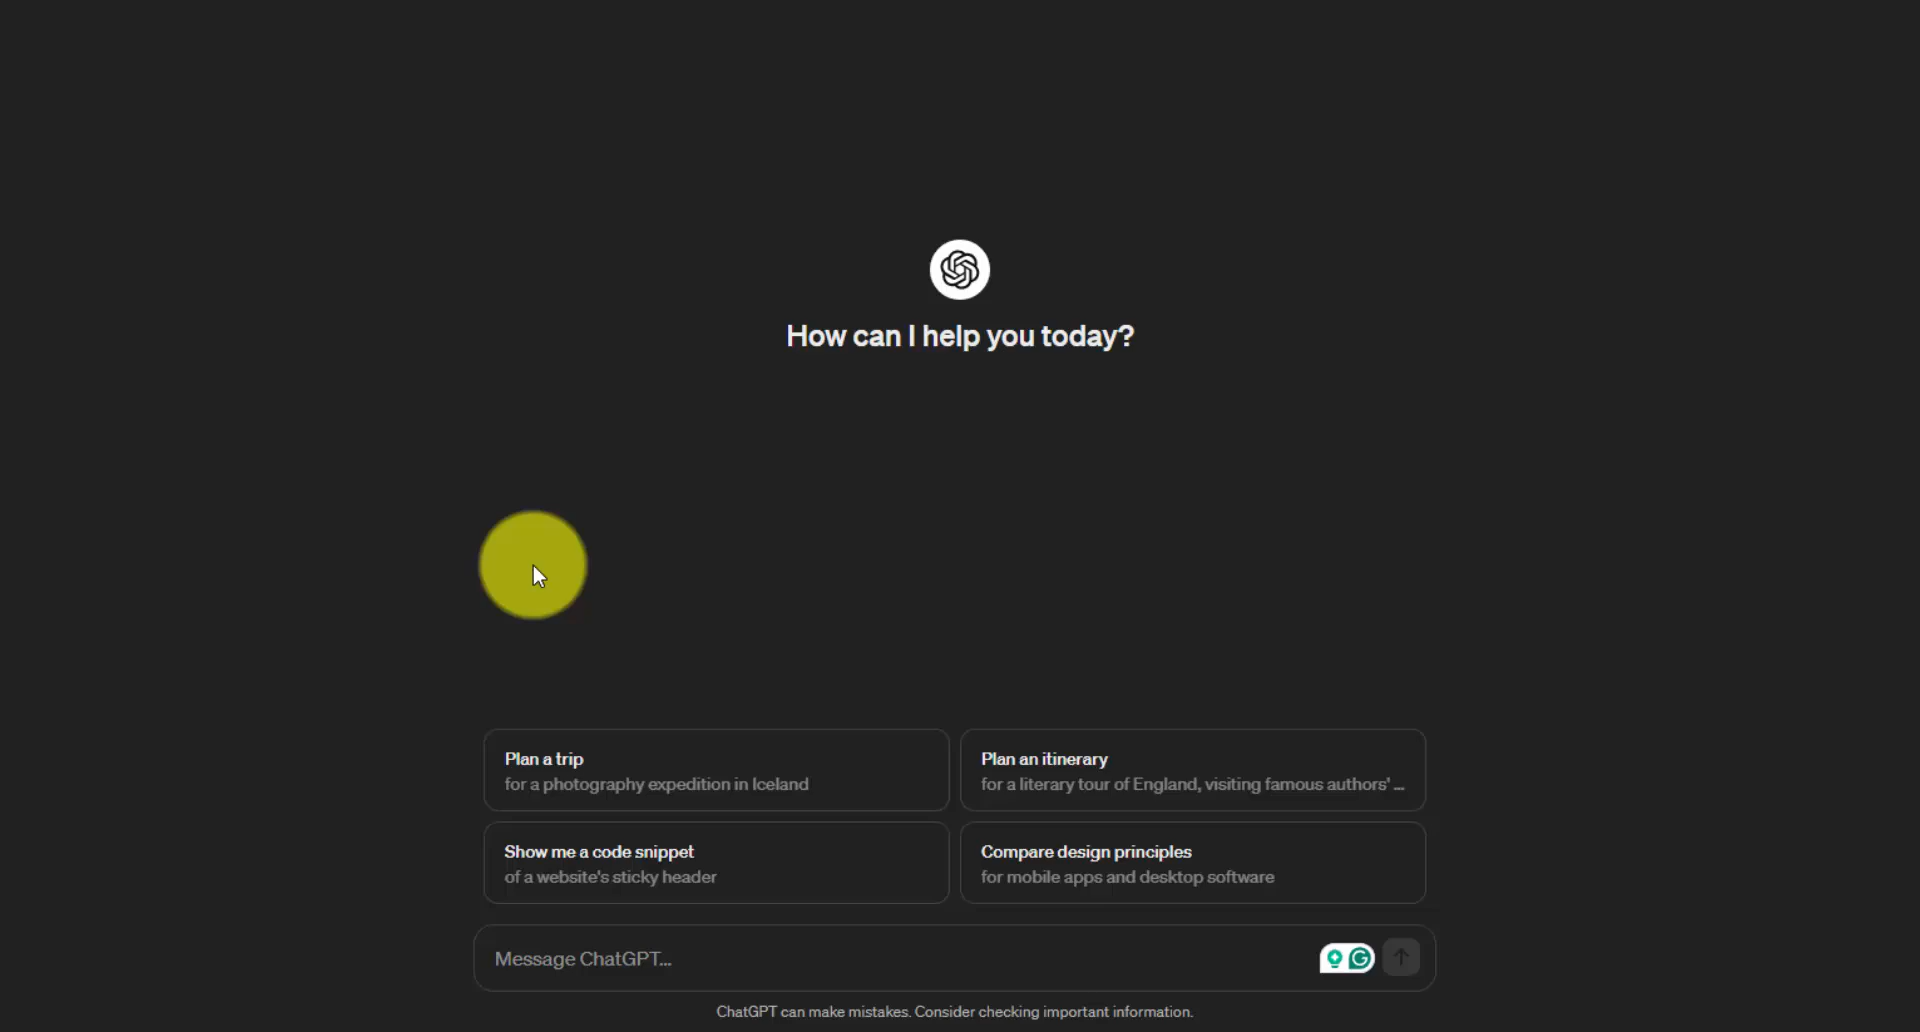 How can I help you today?
Plan a trip
for a photography expedition in Iceland
Plan an itinerary
for a literary tour of England, visiting famous authors' ...
Show me a code snippet
of a website's sticky header
Compare design principles
for mobile apps and desktop software
Message ChatGPT...
ChatGPT can make mistakes. Consider checking important information.